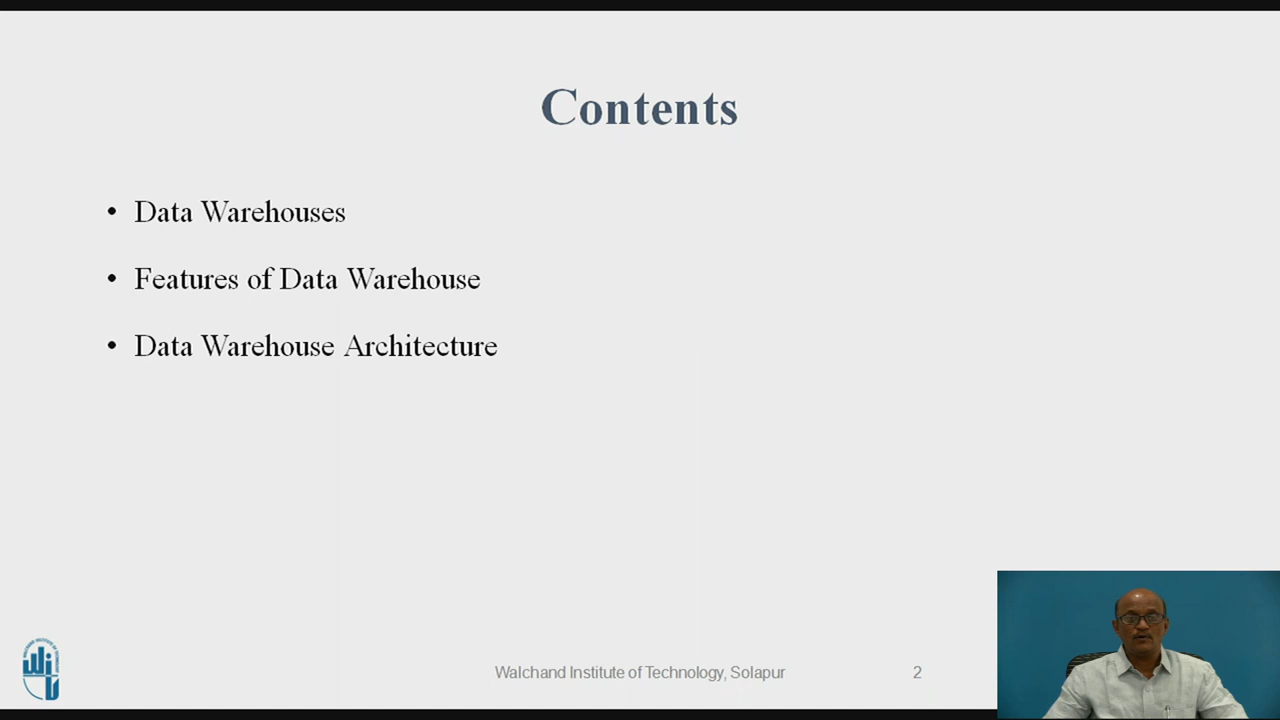 Contents
• Data Warehouses
• Features of Data Warehouse
• Data Warehouse Architecture
Walchand Institute of Technology, Solapur
2